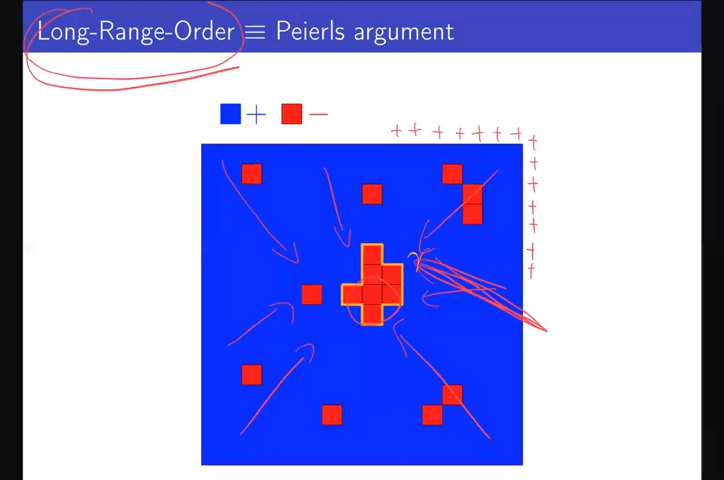 Long-Range-Order ≡ Peierls argument
+ −
+ + + + + + +
+
+
+
+
+
+
+
γ